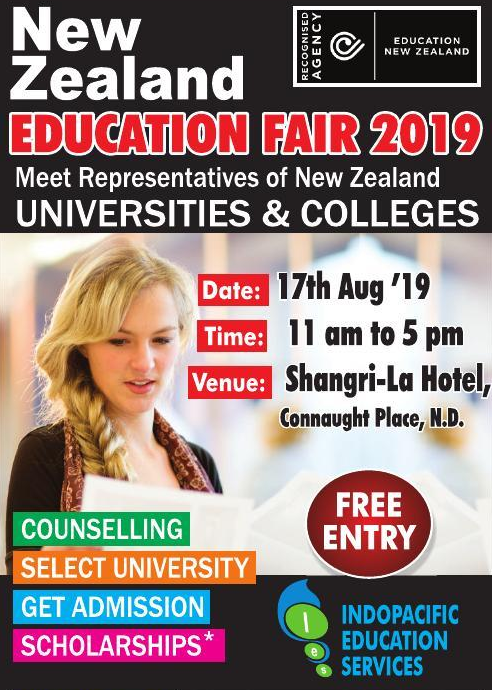 New
Zealand
RECOGNISED
AGENCY
EDUCATION
NEW ZEALAND
EDUCATION FAIR 2019
Meet Representatives of New Zealand
UNIVERSITIES & COLLEGES
Date: 17th Aug '19
Time: 11 am to 5 pm
Venue: Shangri-La Hotel,
Connaught Place, N.D.
FREE
ENTRY
COUNSELLING
SELECT UNIVERSITY
GET ADMISSION
SCHOLARSHIPS*
I
e
s
INDOPACIFIC
EDUCATION
SERVICES